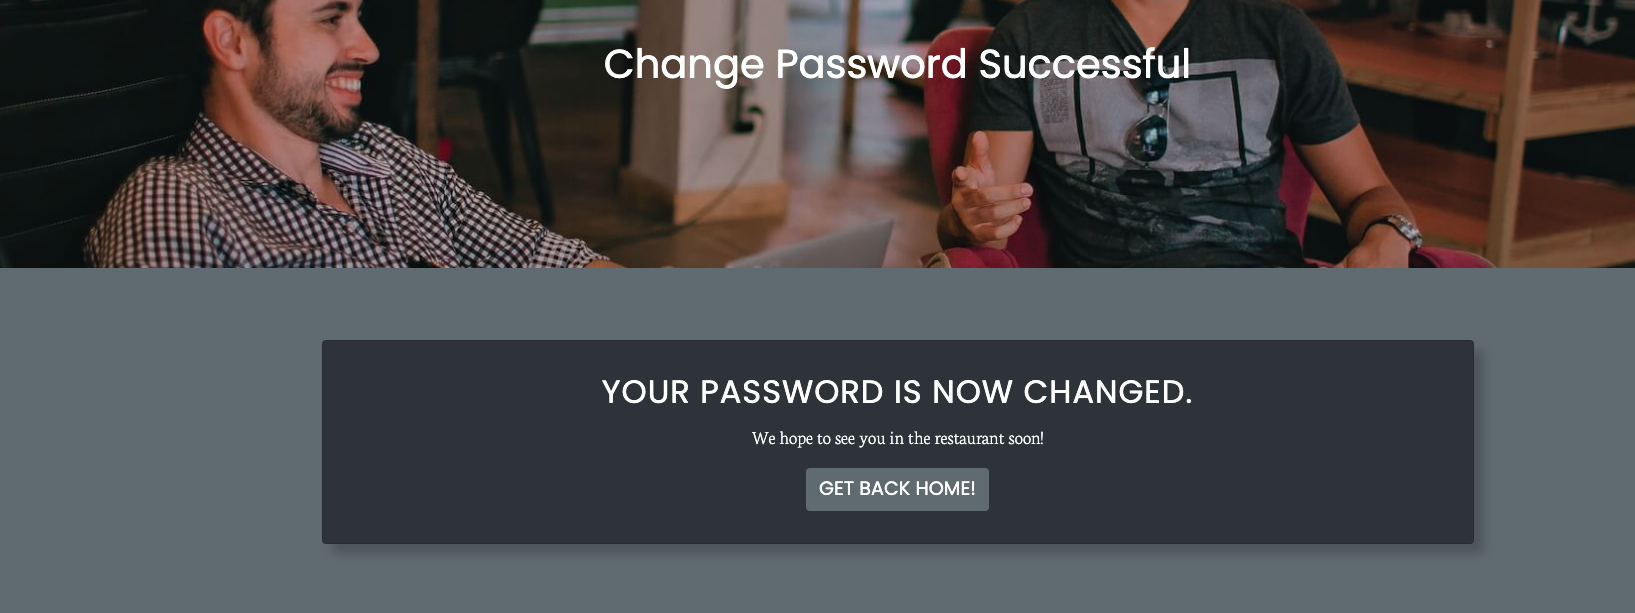 Change Password Successful
YOUR PASSWORD IS NOW CHANGED.
We hope to see you in the restaurant soon!
GET BACK HOME!